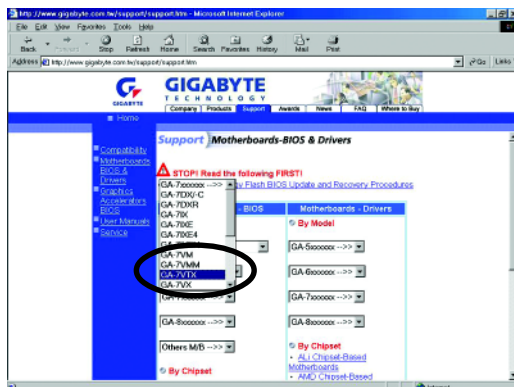 http://www.gigabyte.com.tw/support/support.htm - Microsoft Internet Explorer
File Edit View Favorites Tools Help
Back Stop Refresh Home Search Favorites History Mail Print
Address http://www.gigabyte.com.tw/support/support.htm Go Links
GIGABYTE
GIGABYTE
TECHNOLOGY
Company Products Support Awards News FAQ Where to Buy
Home
Support Motherboards-BIOS & Drivers
Compatibility
Motherboards
BIOS &
Drivers
Graphics
Accelerators
BIOS
User Manuals
Service
STOP! Read the following FIRST!
Flash BIOS Update and Recovery Procedures
GA-7xxxxxx -->>
GA-7DX/-C
GA-7DXR
GA-7IX
GA-7IXE
GA-7IXE4
GA-7VM
GA-7VMM
GA-7VTX
GA-7VX
- BIOS
GA-8xxxxxx -->>
Others M/B -->>
By Chipset
Motherboards - Drivers
By Model
GA-5xxxxxx -->>
GA-6xxxxxx -->>
GA-7xxxxxx -->>
GA-8xxxxxx -->>
By Chipset
ALi Chipset-Based
Motherboards
AMD Chipset-Based